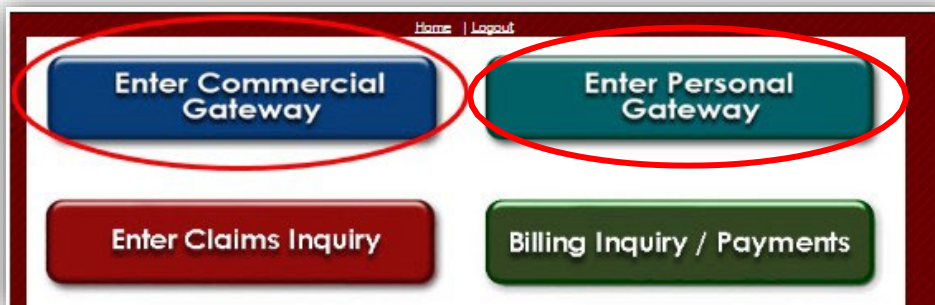 Home | Logout
Enter Commercial
Gateway
Enter Personal
Gateway
Enter Claims Inquiry
Billing Inquiry / Payments